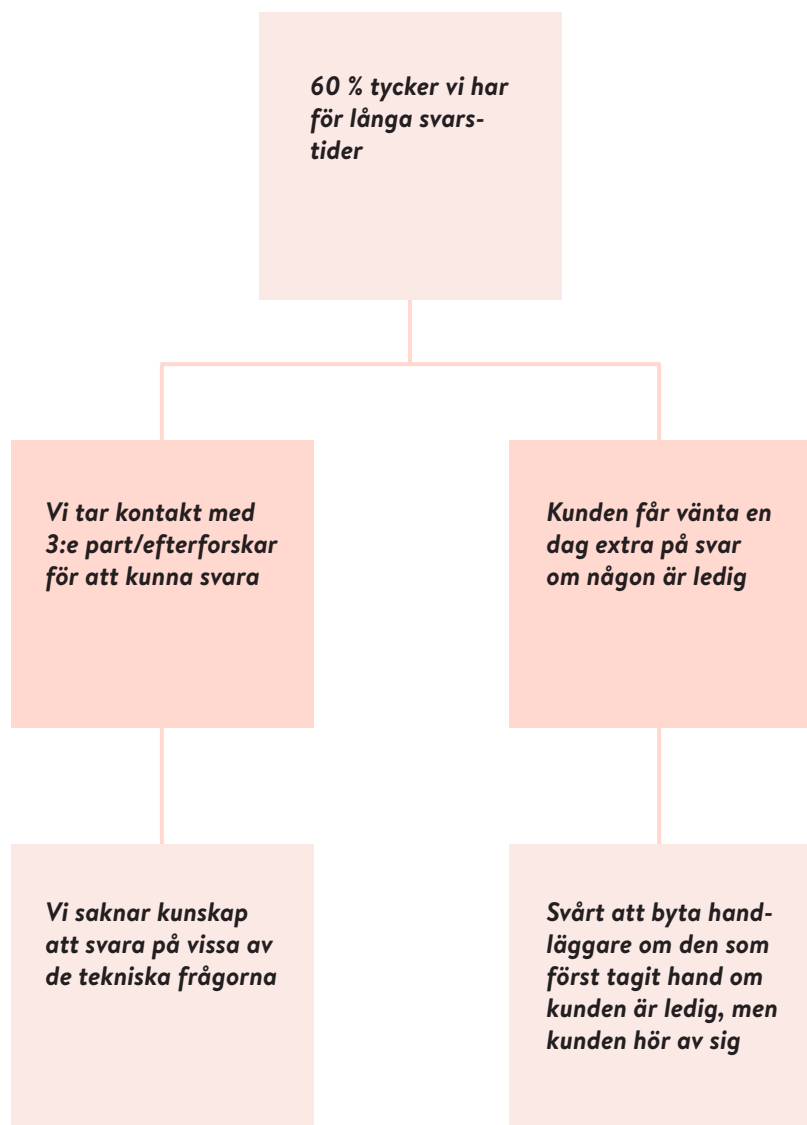 60 % tycker vi har
för långa svars-
tider
Vi tar kontakt med
3:e part/efterforskar
för att kunna svara
Kunden får vänta en
dag extra på svar
om någon är ledig
Vi saknar kunskap
att svara på vissa av
de tekniska frågorna
Svårt att byta hand-
läggare om den som
först tagit hand om
kunden är ledig, men
kunden hör av sig